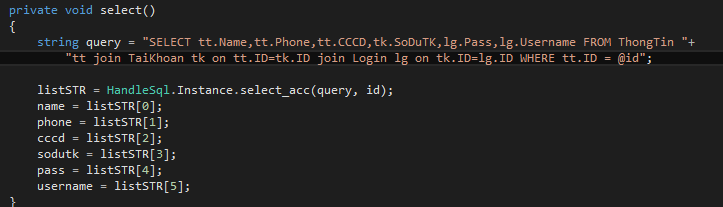 private void select()
{
string query = "SELECT tt.Name,tt.Phone,tt.CCCD,tk.SoDuTK,lg.Pass,lg.Username FROM ThongTin "+
"tt join TaiKhoan tk on tt.ID=tk.ID join Login lg on tk.ID=lg.ID WHERE tt.ID = @id";
listSTR = HandleSql.Instance.select_acc(query, id);
name = listSTR[0];
phone = listSTR[1];
cccd = listSTR[2];
sodutk = listSTR[3];
pass = listSTR[4];
username = listSTR[5];
}